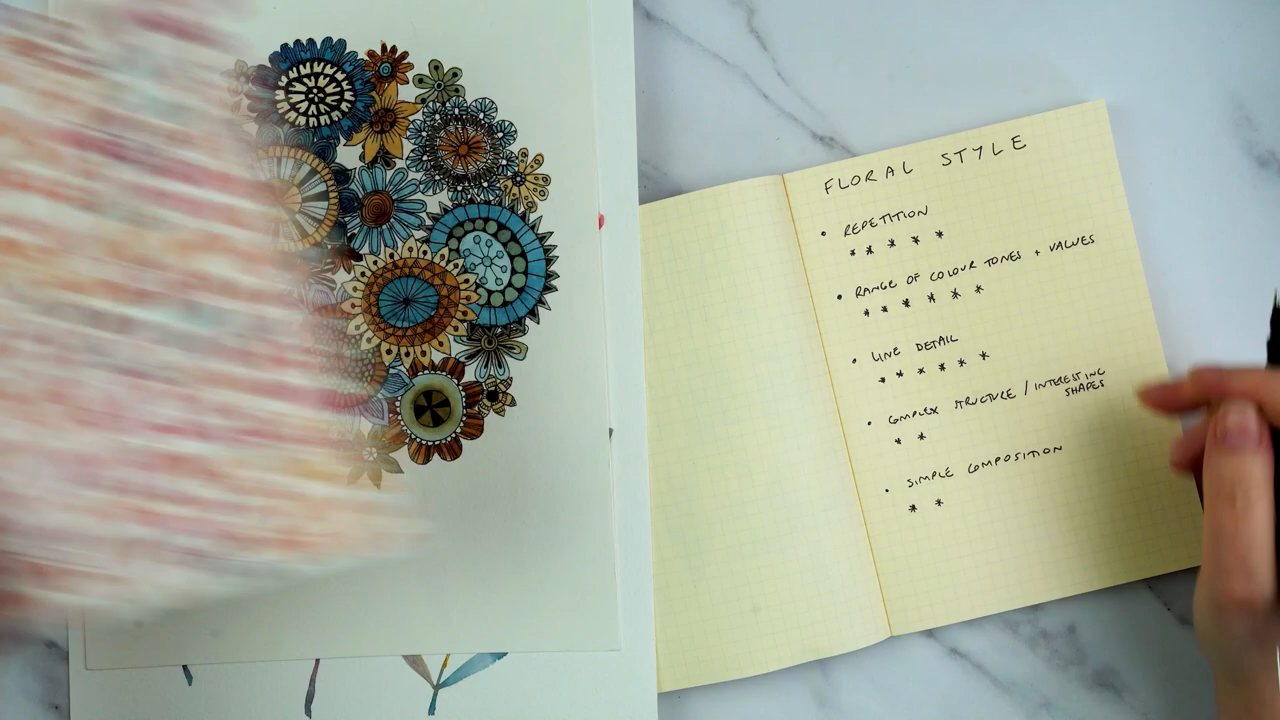 FLORAL STYLE
• REPETITION
* * * * *
• RANGE OF COLOUR TONES + VALUES
* * * * * *
• LINE DETAIL
* * * * * *
• COMPLEX STRUCTURE / INTERESTING
SHAPES
* *
• SIMPLE COMPOSITION
* *